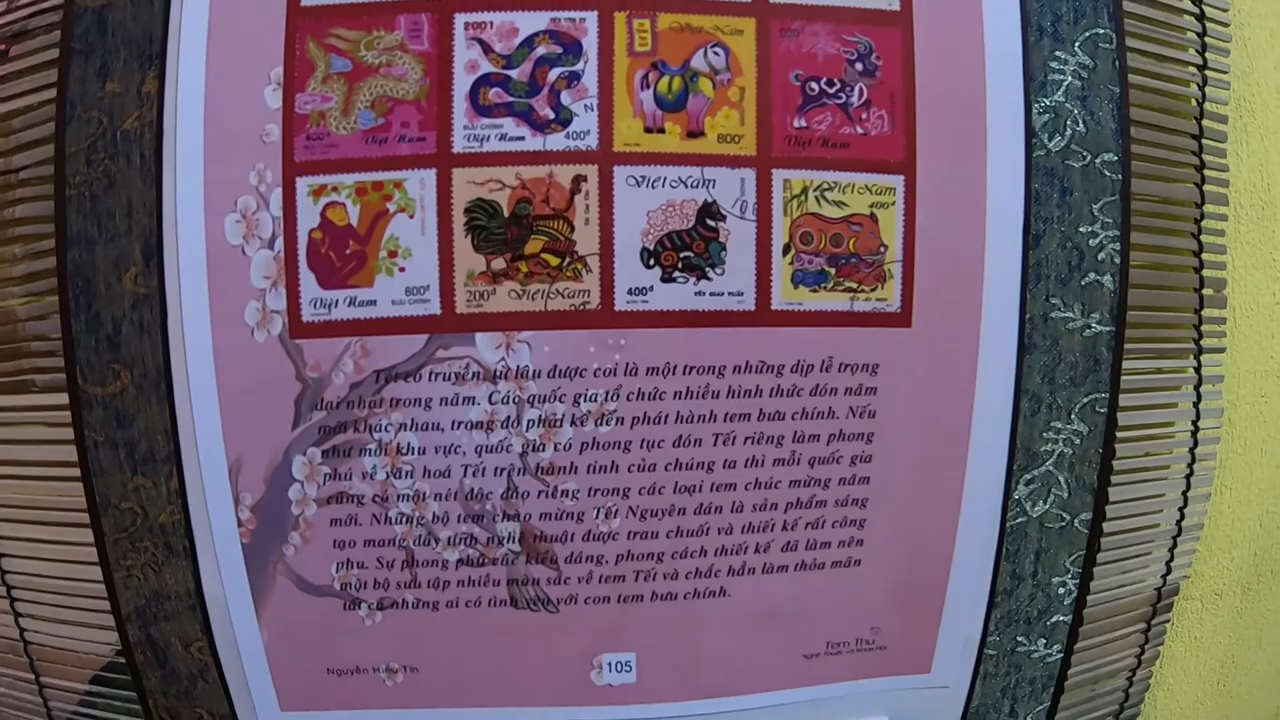 400đ
Việt Nam
2001
BƯU CHÍNH
400đ
Việt Nam
Việt Nam
800đ
Việt Nam
800đ
Việt Nam
BƯU CHÍNH
200đ
Việt Nam
Việt Nam
400đ
Việt Nam
400đ
Tết cổ truyền, từ lâu được coi là một trong những dịp lễ trọng
đại nhất trong năm. Các quốc gia tổ chức nhiều hình thức đón năm
mới khác nhau, trong đó phải kể đến phát hành tem bưu chính. Nếu
như mỗi khu vực, quốc gia có phong tục đón Tết riêng làm phong
phú về văn hoá Tết trên hành tinh của chúng ta thì mỗi quốc gia
cũng có một nét độc đáo riêng trong các loại tem chúc mừng năm
mới. Những bộ tem chào mừng Tết Nguyên đán là sản phẩm sáng
tạo mang đầy tính nghệ thuật được trau chuốt và thiết kế rất công
phu. Sự phong phú các kiểu dáng, phong cách thiết kế đã làm nên
một bộ sưu tập nhiều màu sắc về tem Tết và chắc hẳn làm thỏa mãn
tất cả những ai có tình yêu với con tem bưu chính.
Nguyễn Hiếu Tín
105
Tem Thư